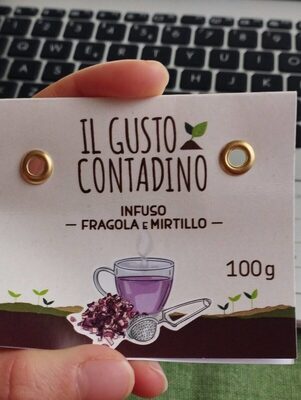 IL GUSTO
CONTADINO
INFUSO
— FRAGOLA E MIRTILLO —
100g